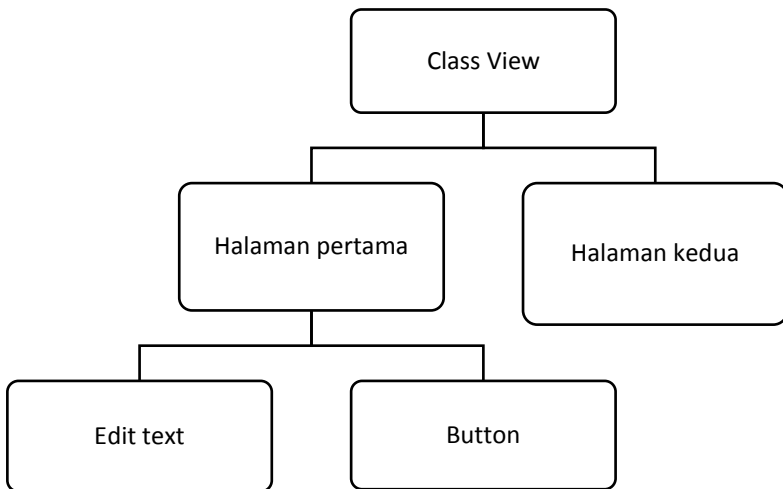 Class View
Halaman pertama
Halaman kedua
Edit text
Button